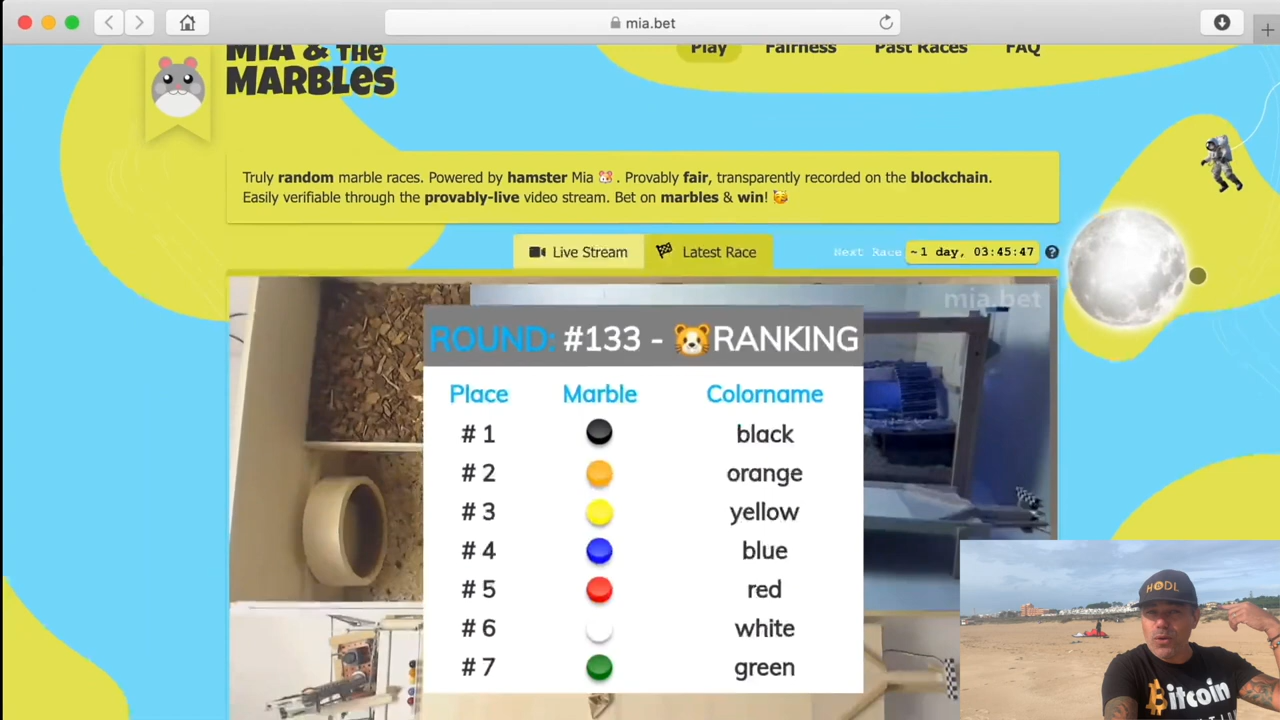 mia.bet
MIA & THE
MARBLES
Play
Fairness
Past Races
FAQ
Truly random marble races. Powered by hamster Mia 🐹 . Provably fair, transparently recorded on the blockchain.
Easily verifiable through the provably-live video stream. Bet on marbles & win! 🥳
Live Stream
Latest Race
Next Race ~ 1 day, 03:45:47 ?
mia.bet
ROUND: #133 - 🐯RANKING
Place Marble Colorname
# 1 black
# 2 orange
# 3 yellow
# 4 blue
# 5 red
# 6 white
# 7 green
HODL
Bitcoin